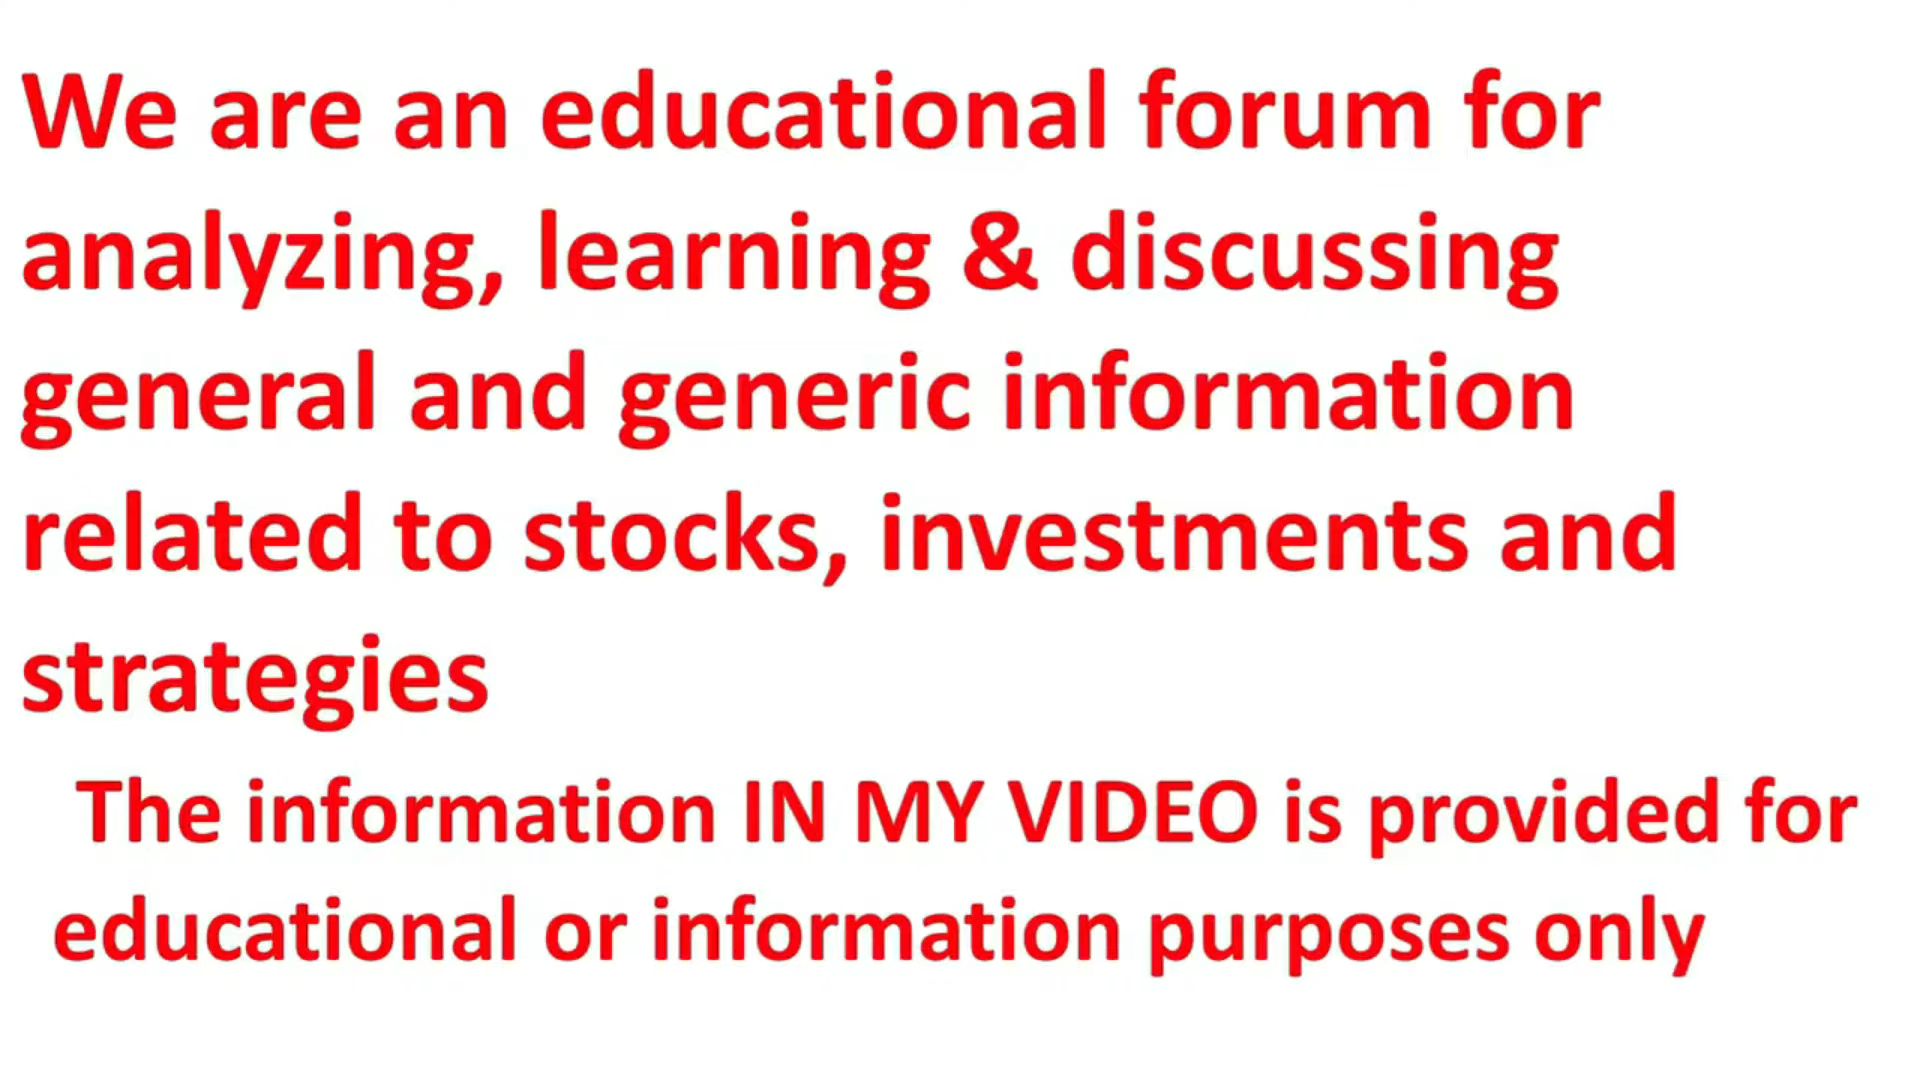 We are an educational forum for
analyzing, learning & discussing
general and generic information
related to stocks, investments and
strategies
The information IN MY VIDEO is provided for
educational or information purposes only